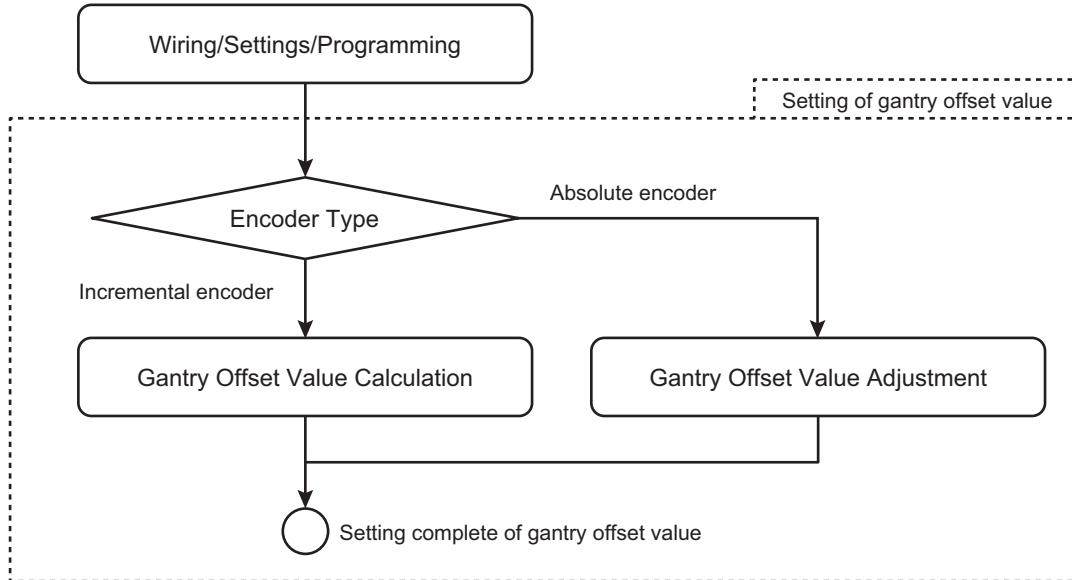 Wiring/Settings/Programming
Setting of gantry offset value
Encoder Type
Absolute encoder
Incremental encoder
Gantry Offset Value Calculation
Gantry Offset Value Adjustment
Setting complete of gantry offset value